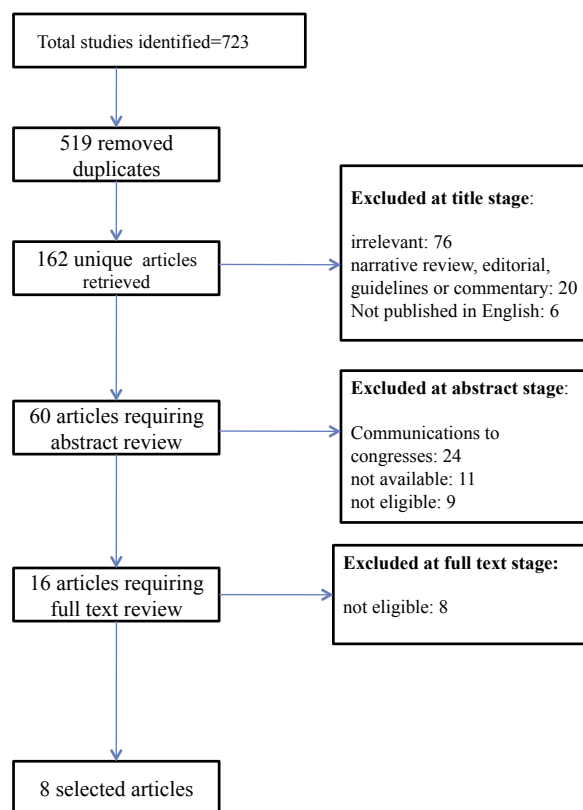 Total studies identified=723
519 removed
duplicates
162 unique articles
retrieved
Excluded at title stage:
irrelevant: 76
narrative review, editorial,
guidelines or commentary: 20
Not published in English: 6
60 articles requiring
abstract review
Excluded at abstract stage:
Communications to
congresses: 24
not available: 11
not eligible: 9
16 articles requiring
full text review
Excluded at full text stage:
not eligible: 8
8 selected articles